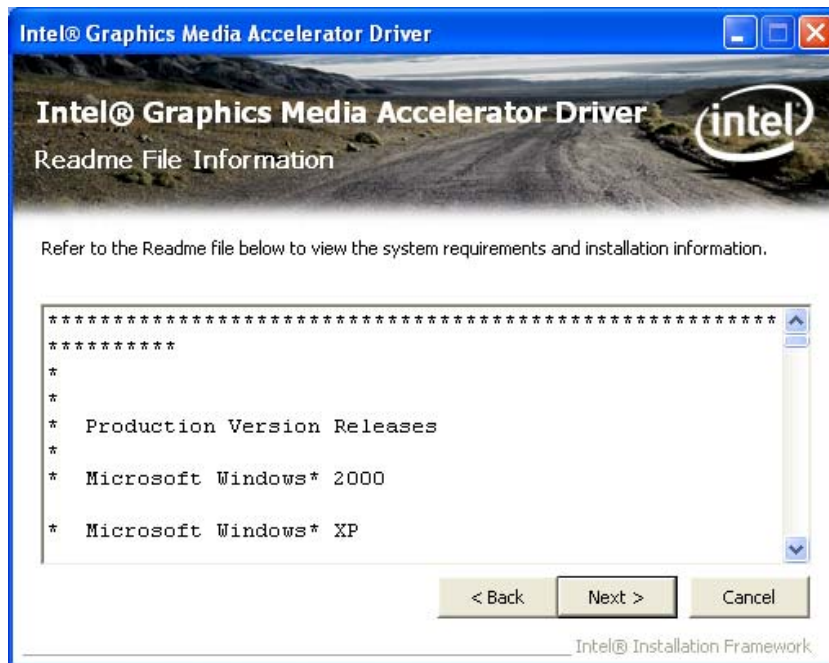 Intel® Graphics Media Accelerator Driver
Intel® Graphics Media Accelerator Driver
intel
Readme File Information
Refer to the Readme file below to view the system requirements and installation information.
********************************************************
**********
*
*
* Production Version Releases
*
* Microsoft Windows* 2000
* Microsoft Windows* XP
< Back
Next >
Cancel
Intel® Installation Framework